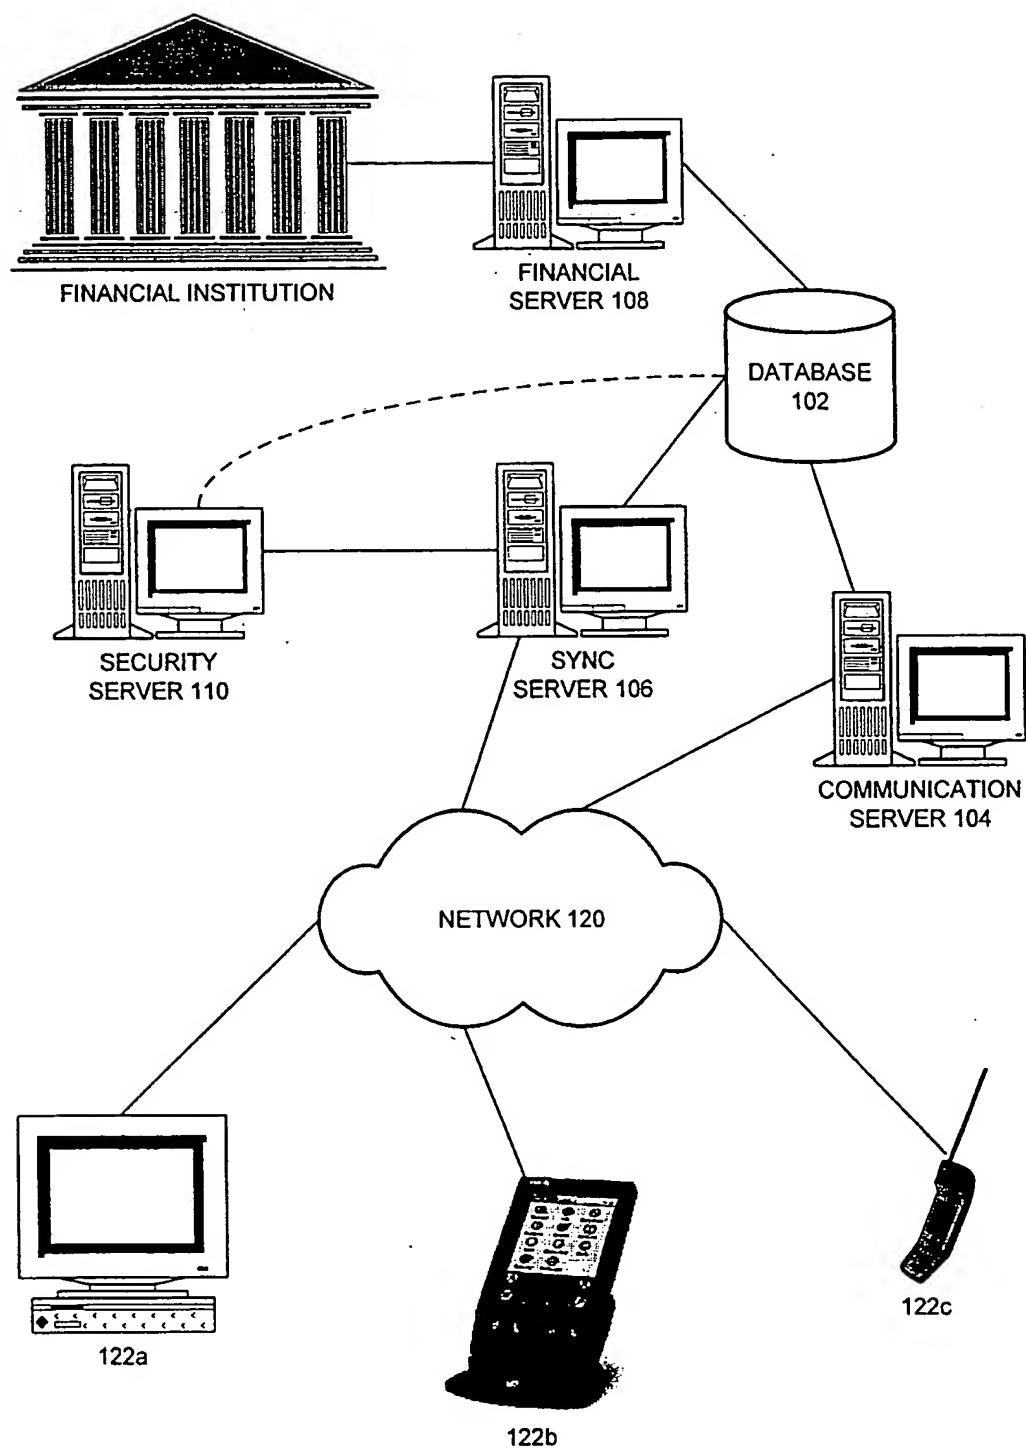 FINANCIAL INSTITUTION
FINANCIAL
SERVER 108
DATABASE
102
SECURITY
SERVER 110
SYNC
SERVER 106
COMMUNICATION
SERVER 104
NETWORK 120
122a
122b
122c